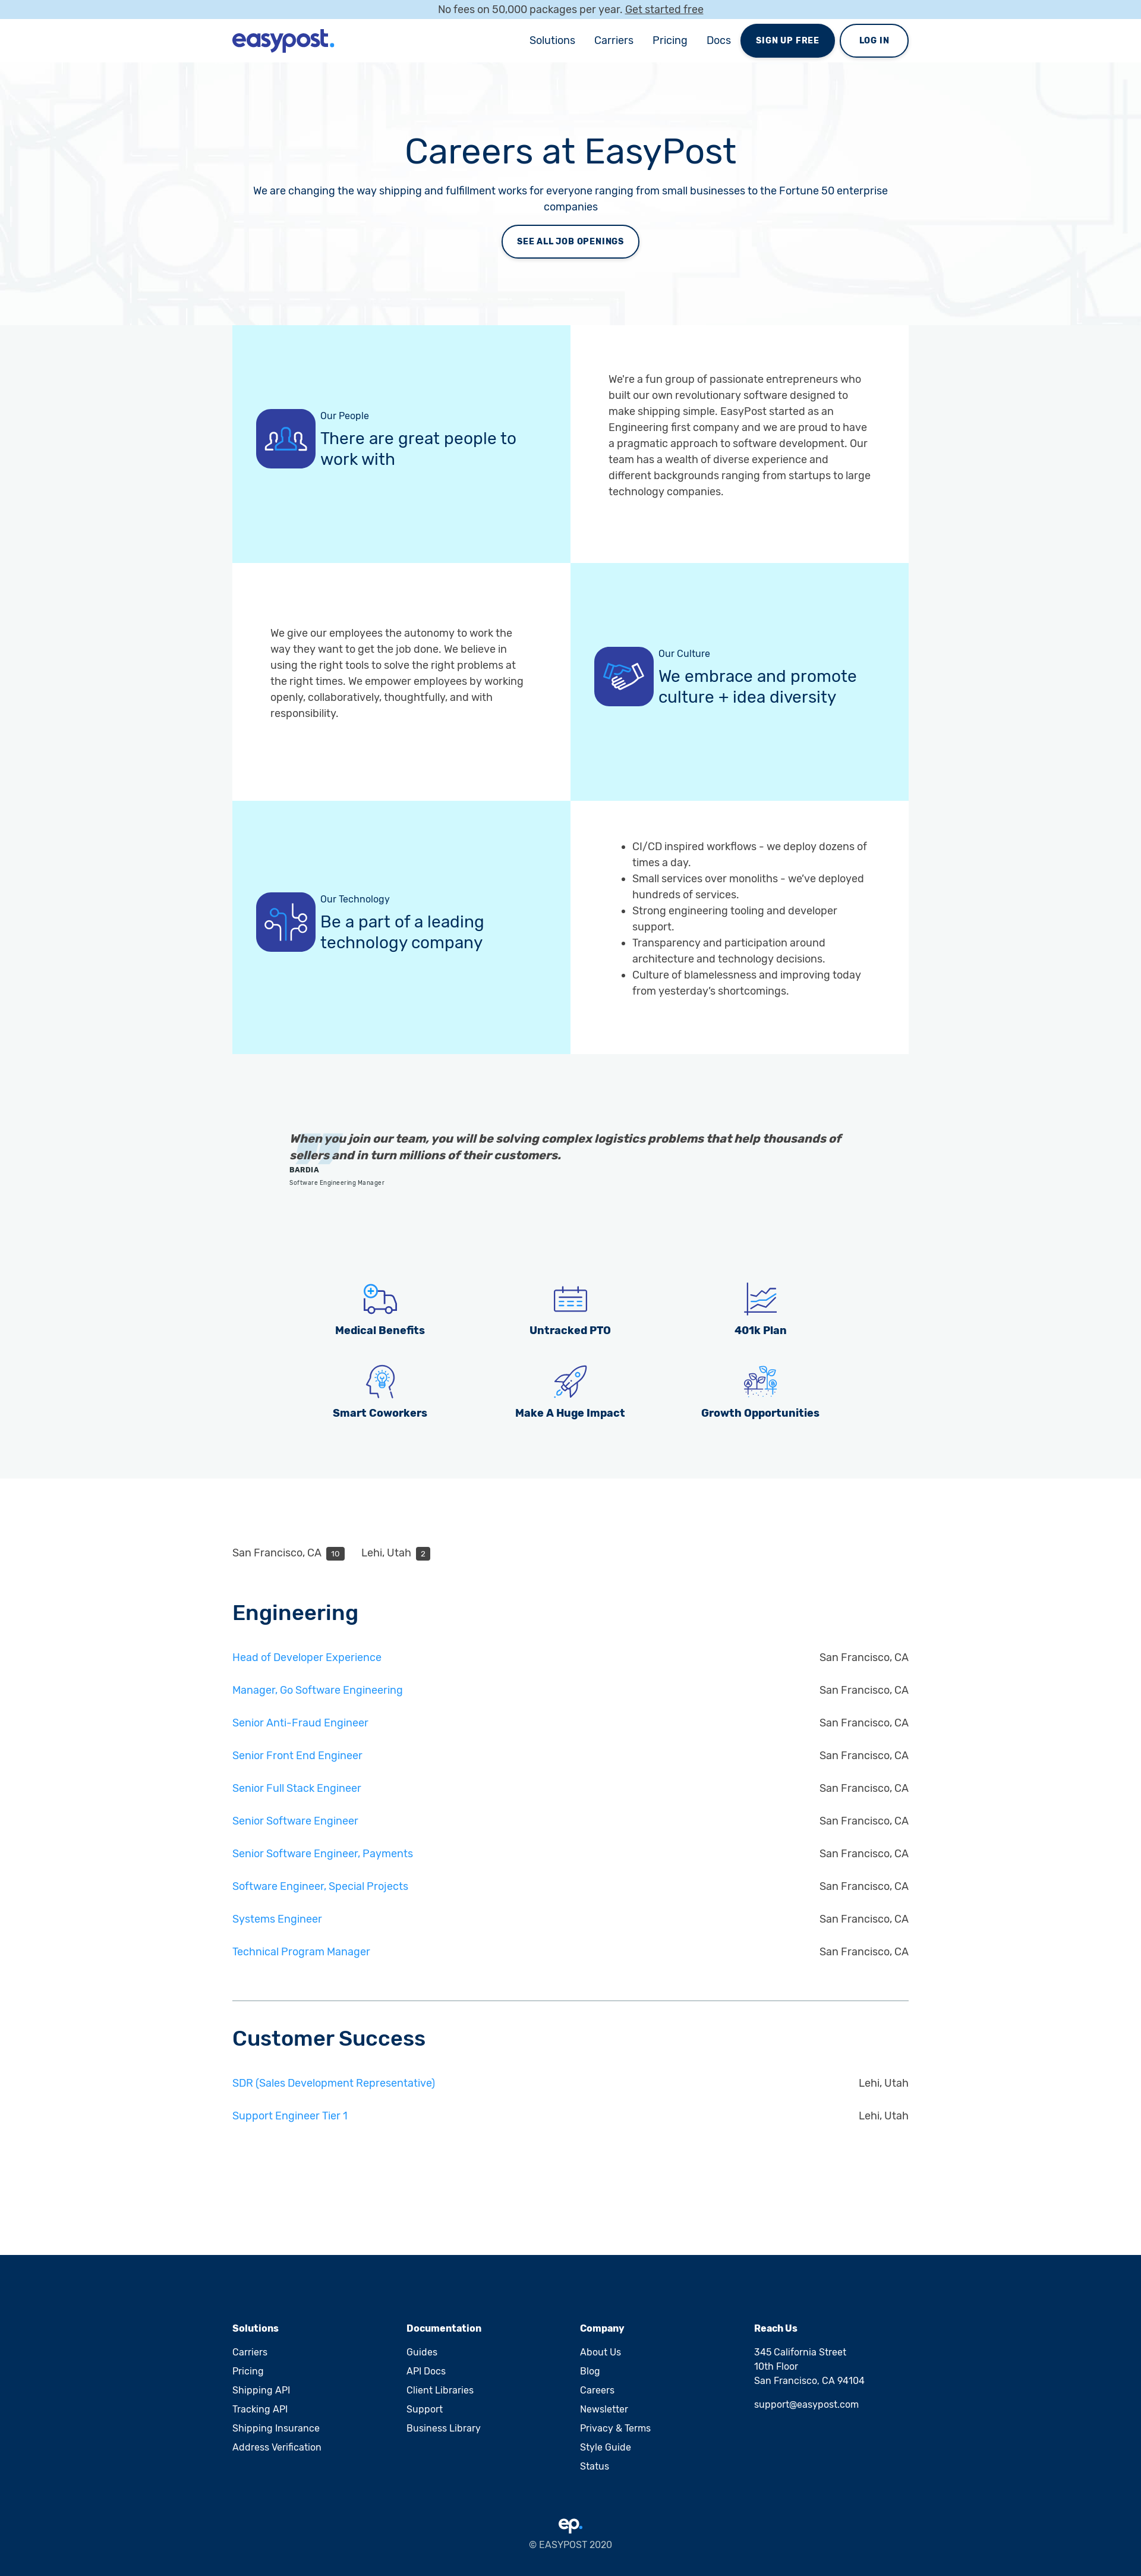 No fees on 50,000 packages per year. Get started free
easypost.
Solutions
Carriers
Pricing
Docs
SIGN UP FREE
LOG IN
Careers at EasyPost
We are changing the way shipping and fulfillment works for everyone ranging from small businesses to the Fortune 50 enterprise
companies
SEE ALL JOB OPENINGS
Our People
There are great people to
work with
We're a fun group of passionate entrepreneurs who
built our own revolutionary software designed to
make shipping simple. EasyPost started as an
Engineering first company and we are proud to have
a pragmatic approach to software development. Our
team has a wealth of diverse experience and
different backgrounds ranging from startups to large
technology companies.
We give our employees the autonomy to work the
way they want to get the job done. We believe in
using the right tools to solve the right problems at
the right times. We empower employees by working
openly, collaboratively, thoughtfully, and with
responsibility.
Our Culture
We embrace and promote
culture + idea diversity
Our Technology
Be a part of a leading
technology company
• CI/CD inspired workflows - we deploy dozens of
times a day.
• Small services over monoliths - we've deployed
hundreds of services.
• Strong engineering tooling and developer
support.
• Transparency and participation around
architecture and technology decisions.
• Culture of blamelessness and improving today
from yesterday's shortcomings.
When you join our team, you will be solving complex logistics problems that help thousands of
sellers and in turn millions of their customers.
BARDIA
Software Engineering Manager
Medical Benefits
Untracked PTO
401k Plan
Smart Coworkers
Make A Huge Impact
Growth Opportunities
San Francisco, CA 10
Lehi, Utah 2
Engineering
Head of Developer Experience
San Francisco, CA
Manager, Go Software Engineering
San Francisco, CA
Senior Anti-Fraud Engineer
San Francisco, CA
Senior Front End Engineer
San Francisco, CA
Senior Full Stack Engineer
San Francisco, CA
Senior Software Engineer
San Francisco, CA
Senior Software Engineer, Payments
San Francisco, CA
Software Engineer, Special Projects
San Francisco, CA
Systems Engineer
San Francisco, CA
Technical Program Manager
San Francisco, CA
Customer Success
SDR (Sales Development Representative)
Lehi, Utah
Support Engineer Tier 1
Lehi, Utah
Solutions
Carriers
Pricing
Shipping API
Tracking API
Shipping Insurance
Address Verification
Documentation
Guides
API Docs
Client Libraries
Support
Business Library
Company
About Us
Blog
Careers
Newsletter
Privacy & Terms
Style Guide
Status
Reach Us
345 California Street
10th Floor
San Francisco, CA 94104
support@easypost.com
ep.
© EASYPOST 2020